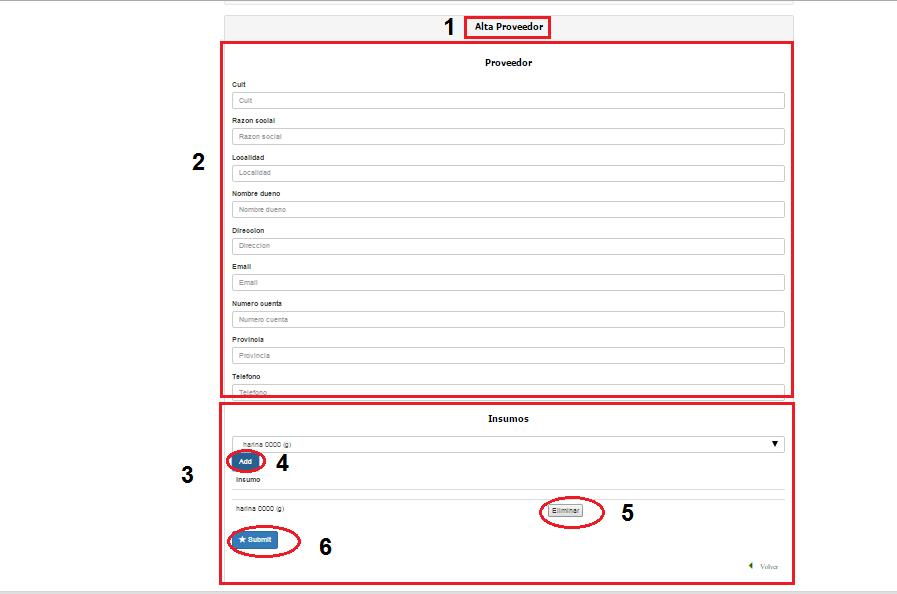 1 Alta Proveedor
Proveedor
Cuit
Cuit
Razon social
Razon social
2
Localidad
Localidad
Nombre dueno
Nombre dueno
Direccion
Direccion
Email
Email
Numero cuenta
Numero cuenta
Provincia
Provincia
Telefono
Telefono
Insumos
harina 0000 (g)
Add 4
3
Insumo
harina 0000 (g) Eliminar 5
Submit 6
Volver